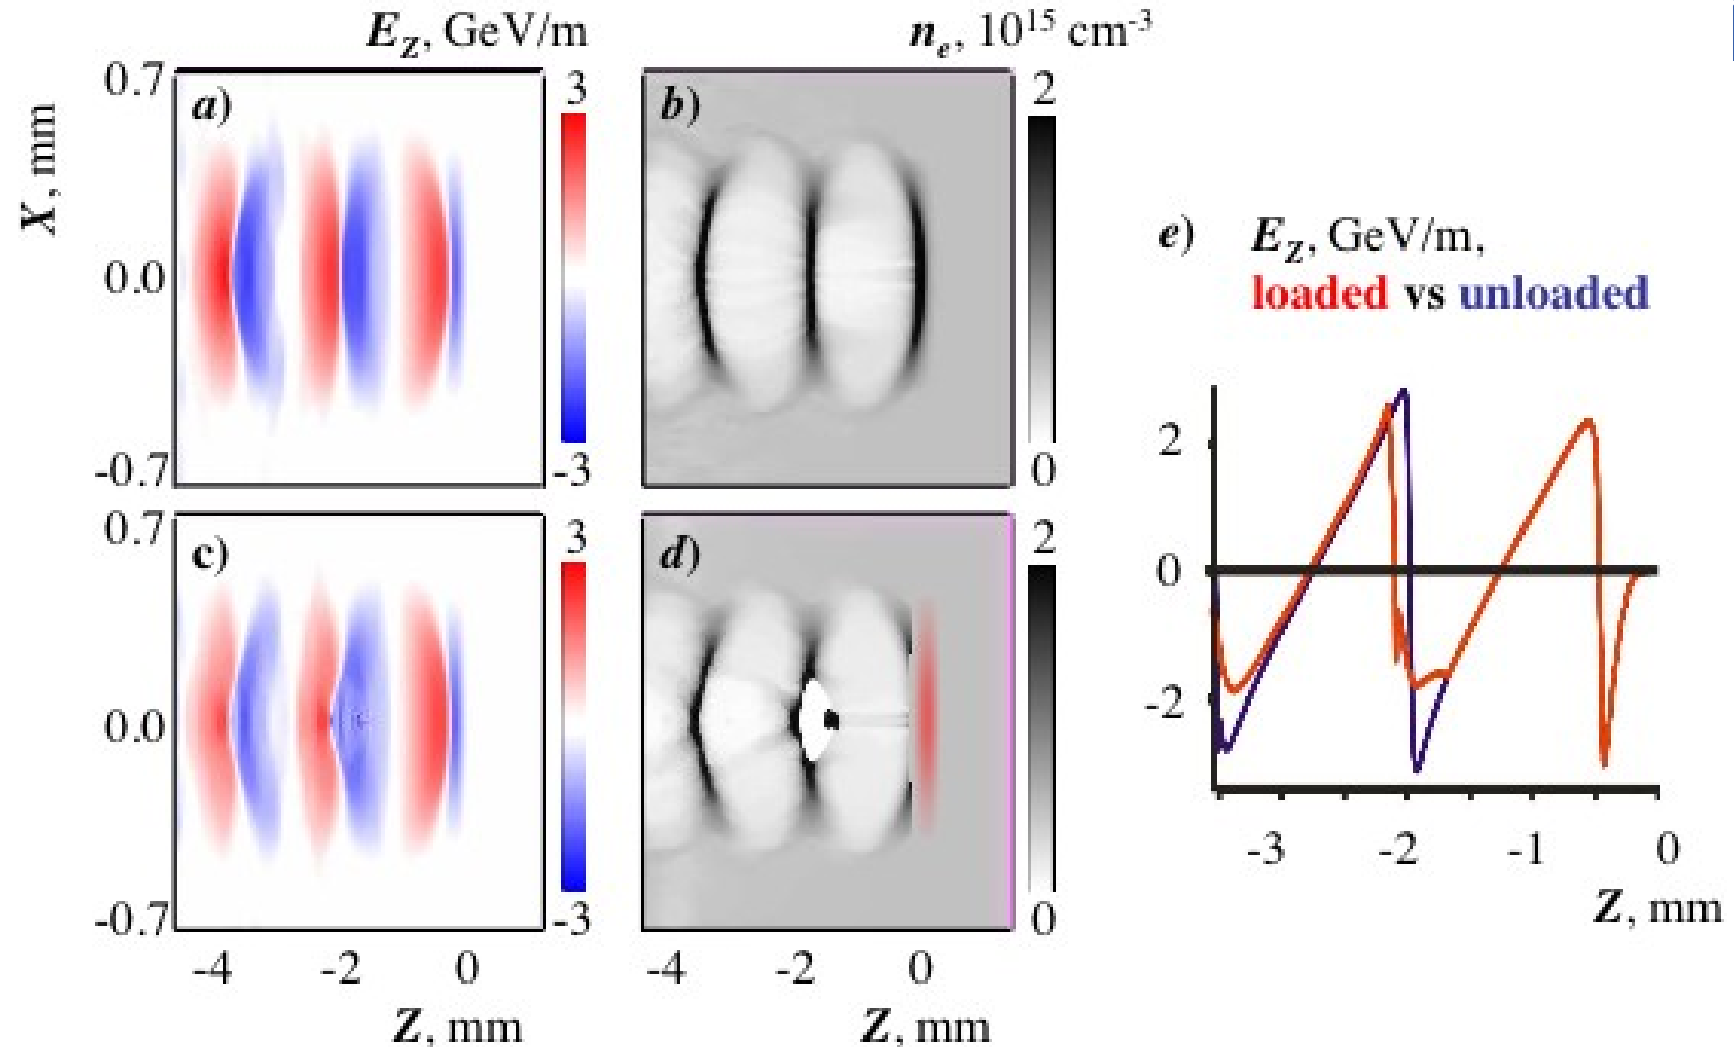 E_Z, GeV/m
n_e, 10^15 cm^-3
X, mm
0.7
0.0
-0.7
a)
3
-3
b)
2
0
0.7
0.0
-0.7
c)
3
-3
d)
2
0
-4 -2 0
Z, mm
-4 -2 0
Z, mm
e) E_Z, GeV/m,
loaded vs unloaded
2
0
-2
-3 -2 -1 0
Z, mm